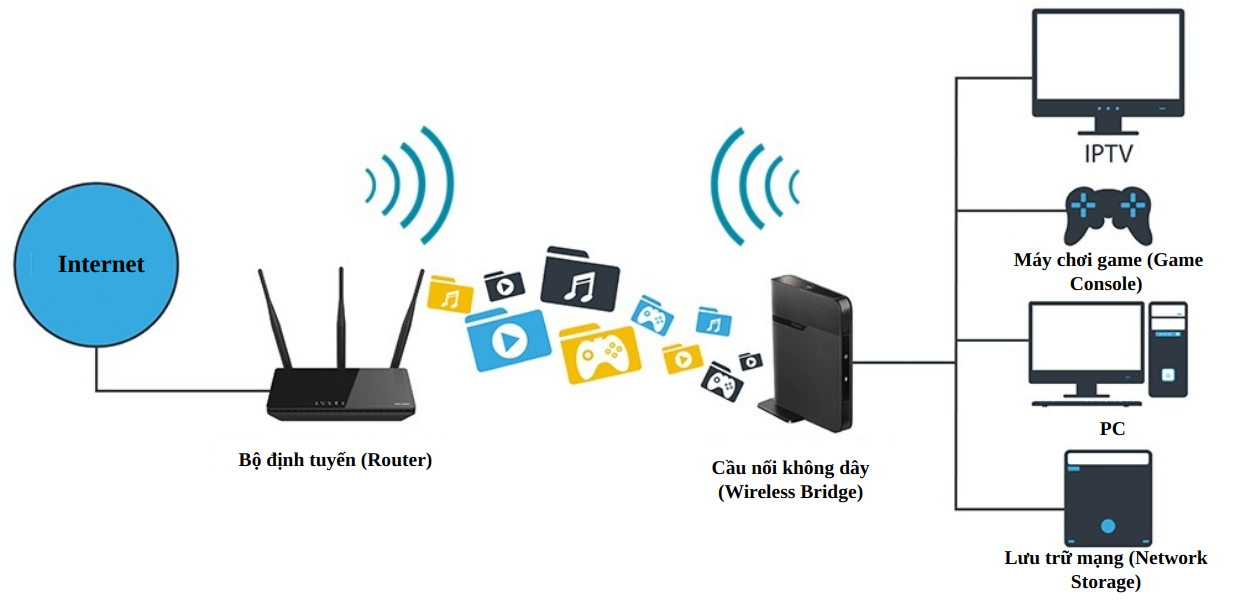 IPTV
Internet
Máy chơi game (Game
Console)
PC
Bộ định tuyến (Router)
Cầu nối không dây
(Wireless Bridge)
Lưu trữ mạng (Network
Storage)